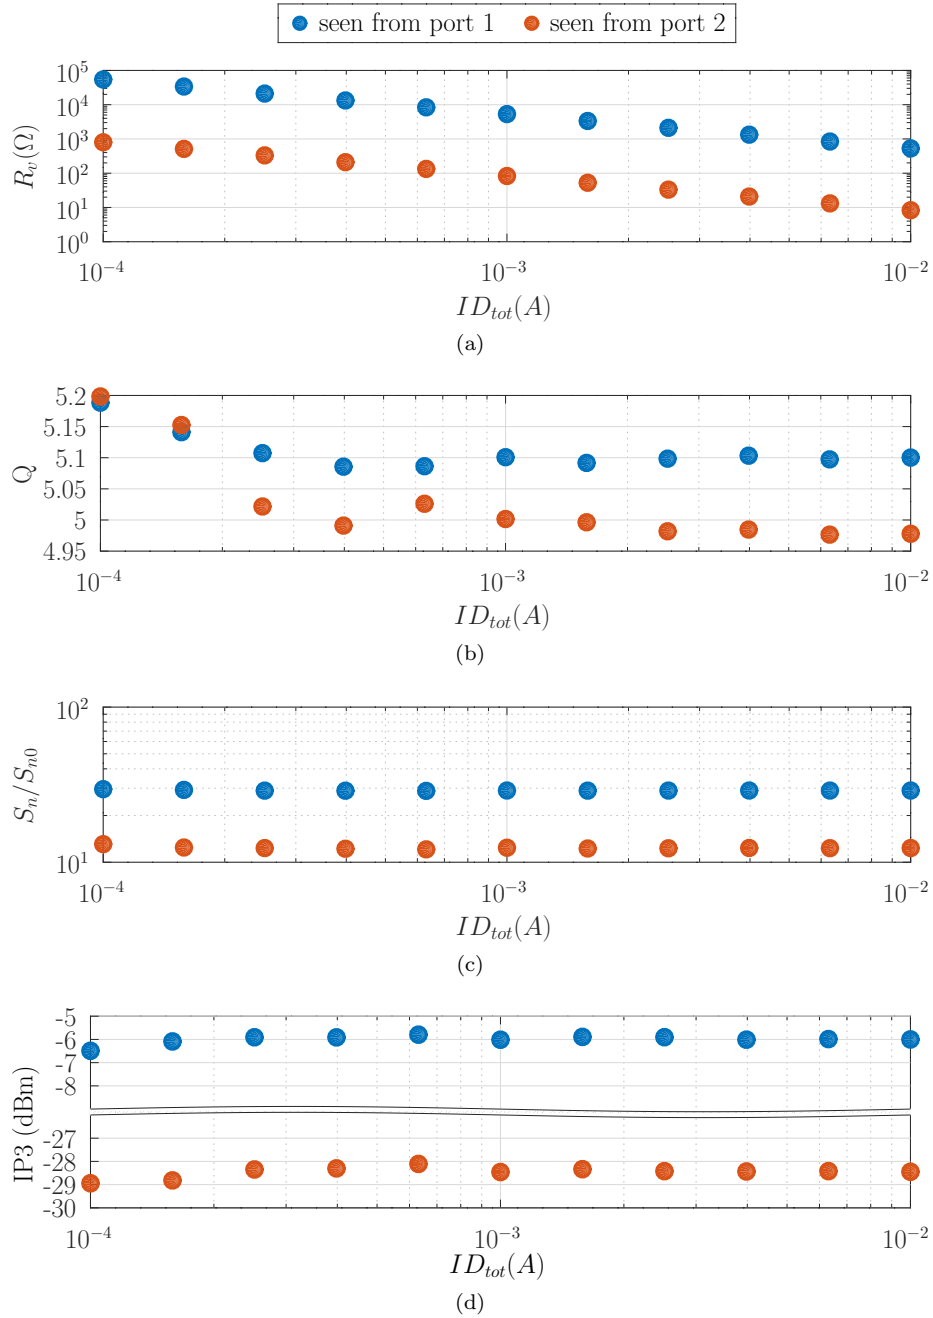 seen from port 1 seen from port 2
10^5
10^4
10^3
10^2
10^1
10^0
R_v(Ω)
10^-4 10^-3 10^-2
ID_tot(A)
(a)
5.2
5.15
5.1
5.05
5
4.95
Q
10^-4 10^-3 10^-2
ID_tot(A)
(b)
10^2
10^1
S_n/S_n0
10^-4 10^-3 10^-2
ID_tot(A)
(c)
-5
-6
-7
-8
-27
-28
-29
-30
IP3 (dBm)
10^-4 10^-3 10^-2
ID_tot(A)
(d)